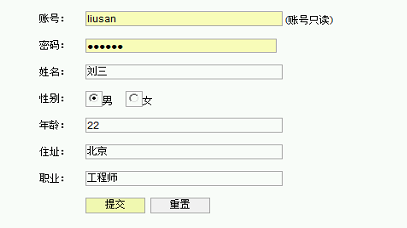 账号： liusan (账号只读)
密码： ●●●●●●
姓名： 刘三
性别： 男 女
年龄： 22
住址： 北京
职业： 工程师
提交 重置